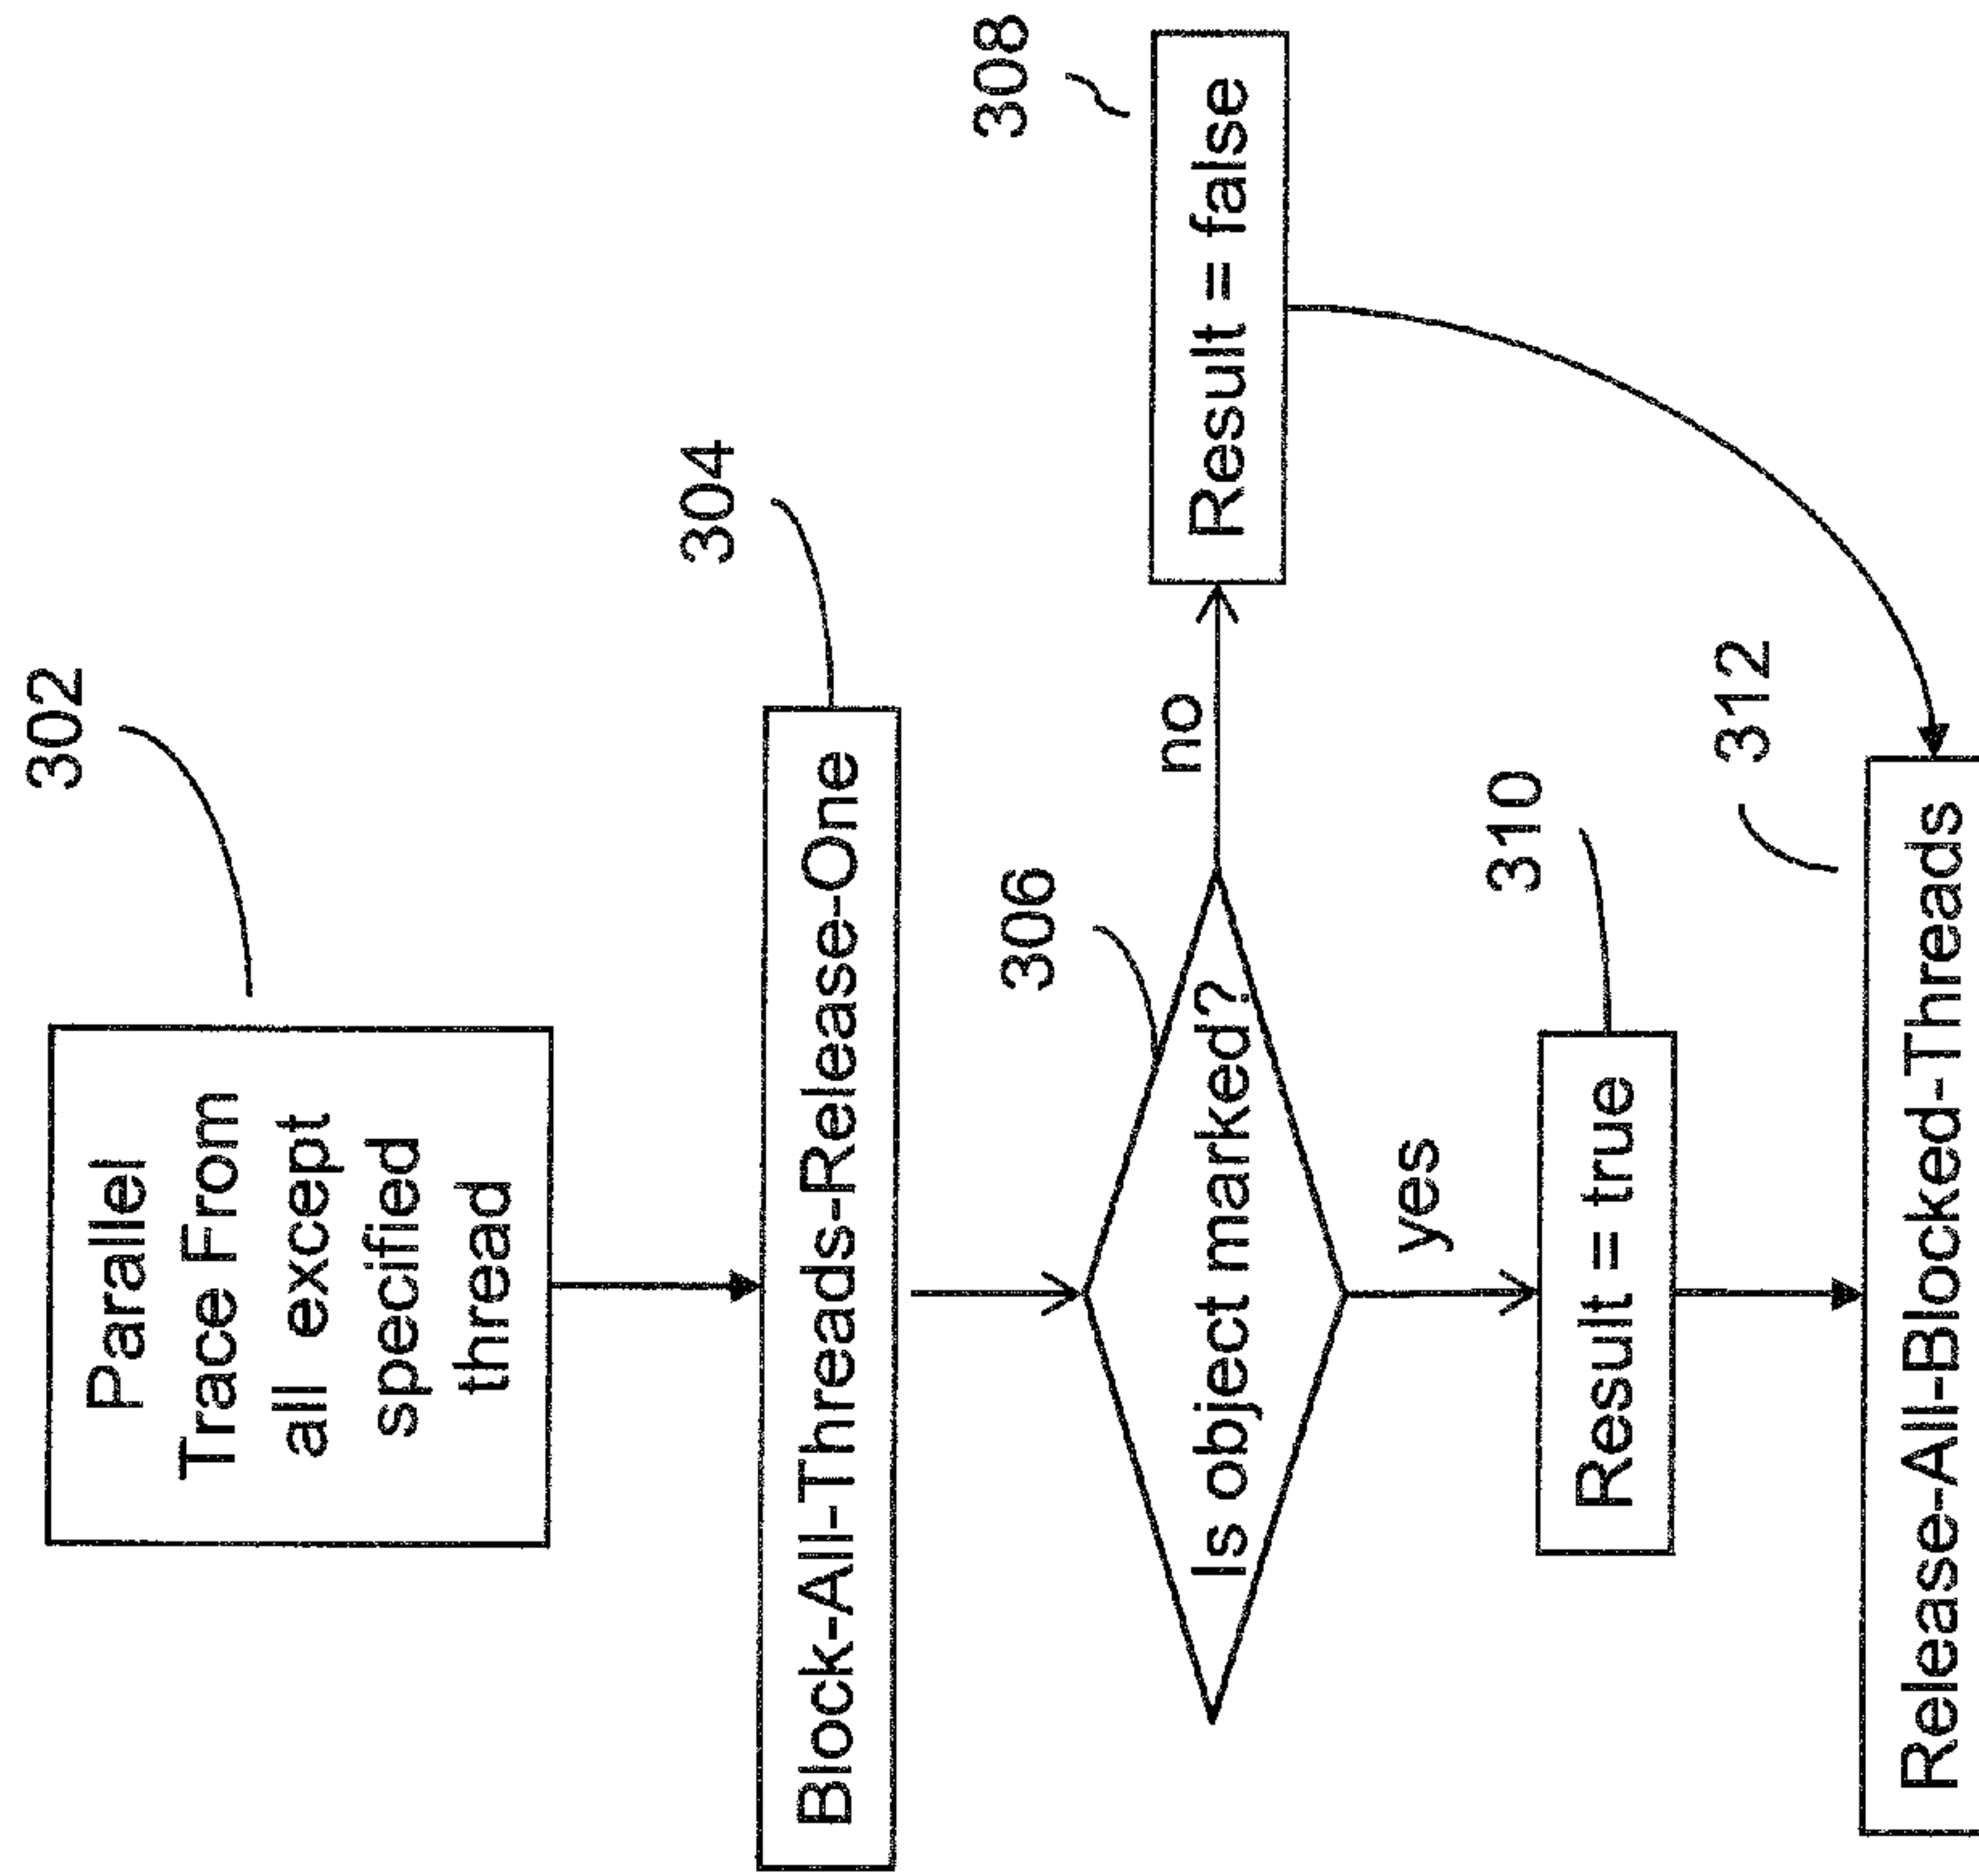 302
Parallel
Trace From
all except
specified
thread
304
Block-All-Threads-Release-One
306
Is object marked?
no
308
Result = false
yes
310
Result = true
312
Release-All-Blocked-Threads